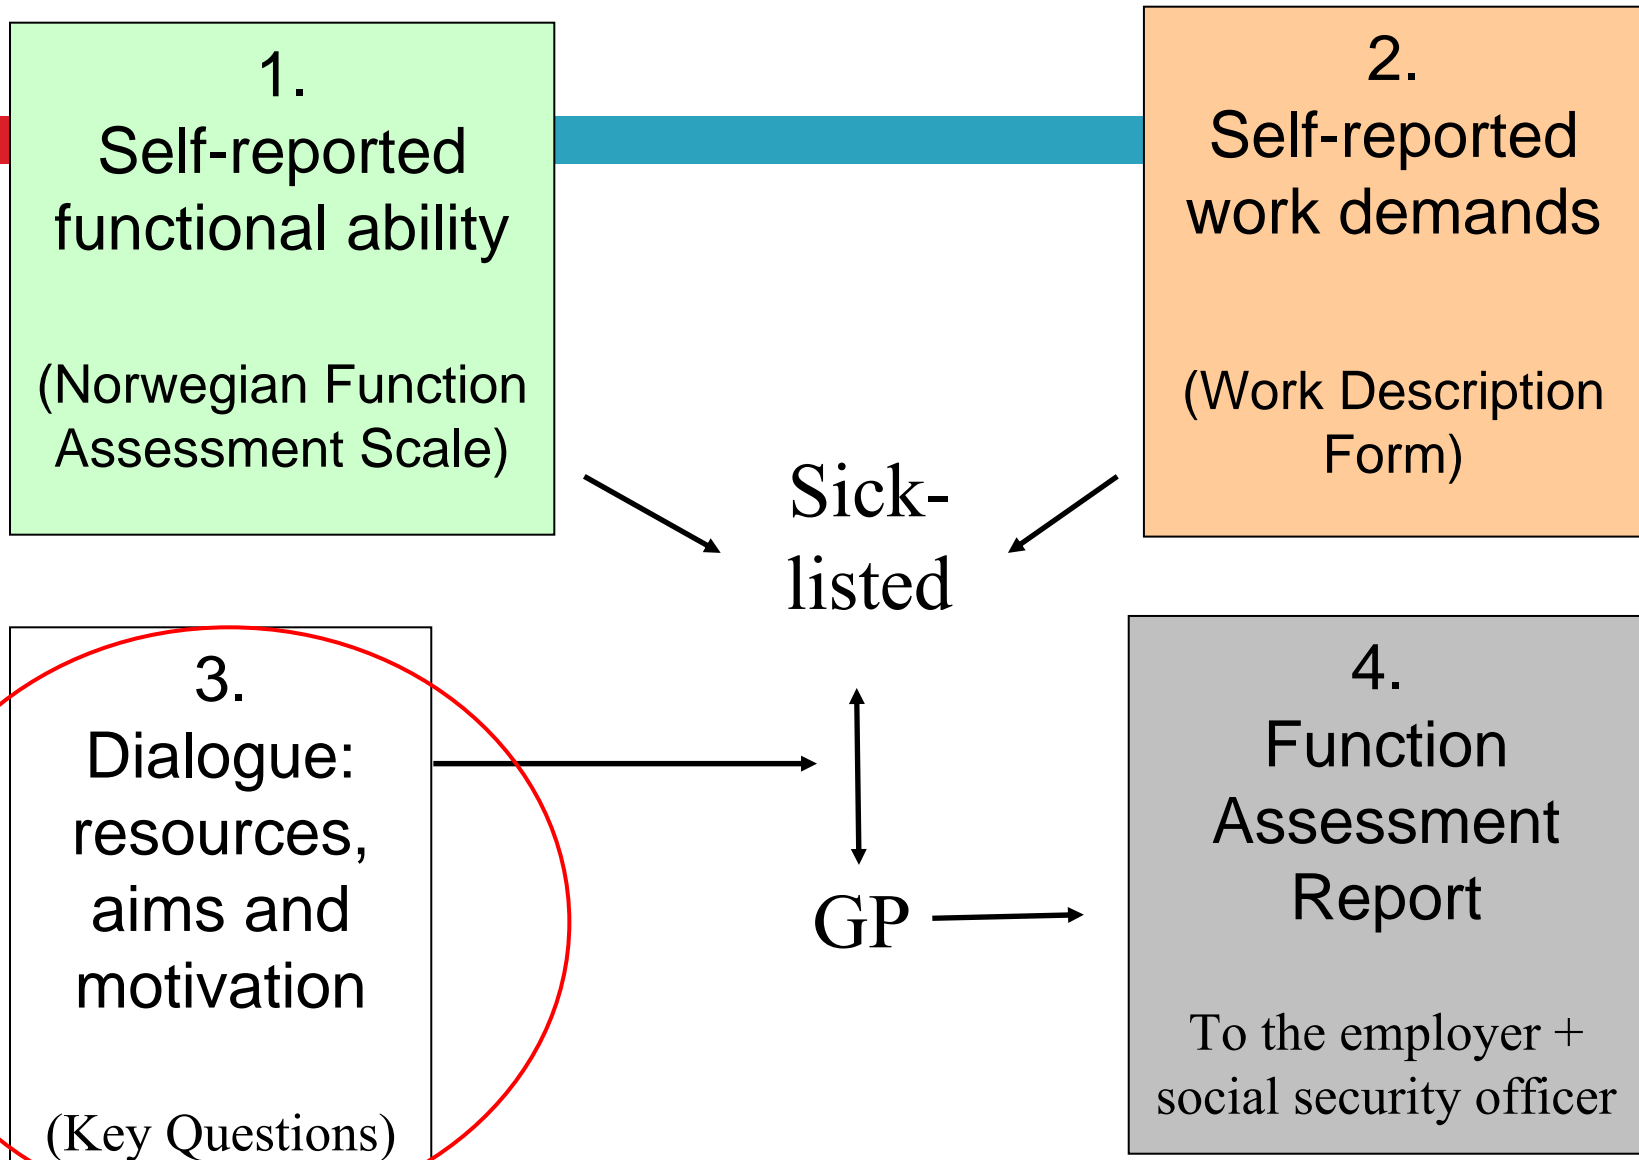 1.
Self-reported
functional ability
(Norwegian Function
Assessment Scale)
2.
Self-reported
work demands
(Work Description
Form)
Sick-
listed
3.
Dialogue:
resources,
aims and
motivation
(Key Questions)
GP
4.
Function
Assessment
Report
To the employer +
social security officer